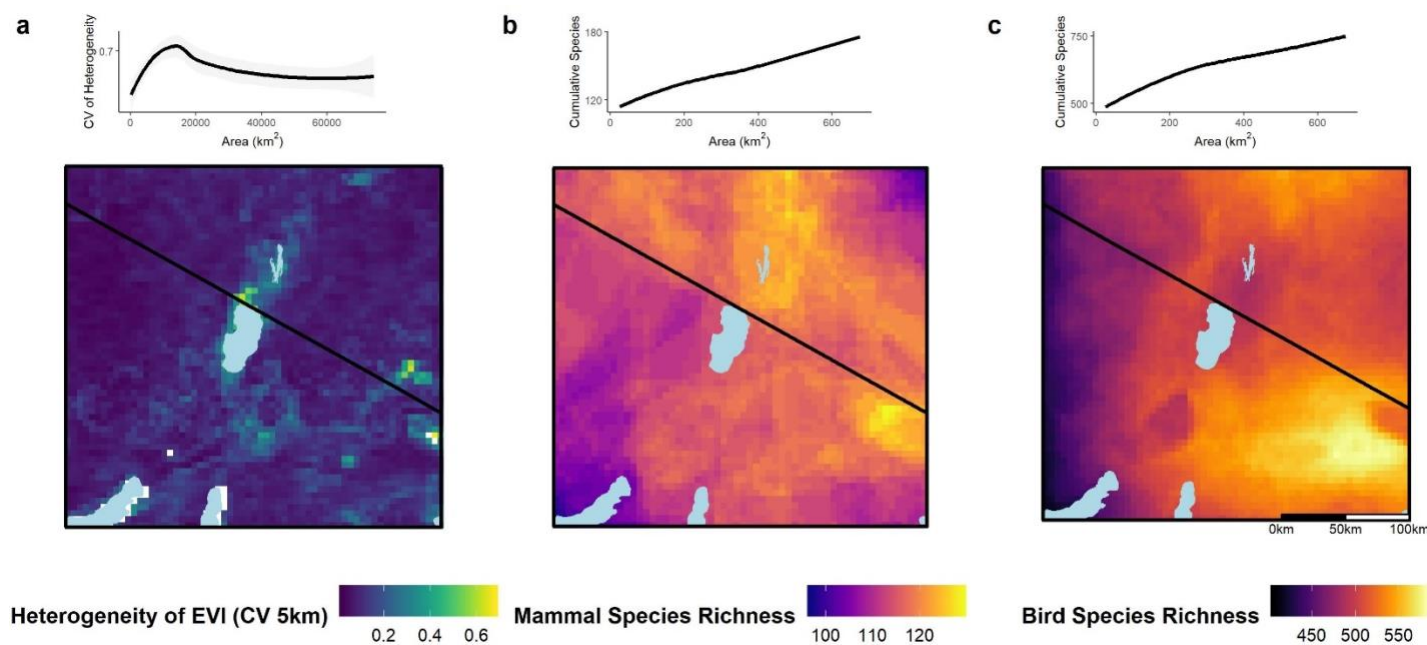 a
CV of Heterogeneity
0.7
0
20000
40000
60000
Area (km²)
b
Cumulative Species
180
120
0
200
400
600
Area (km²)
c
Cumulative Species
750
500
0
200
400
600
Area (km²)
0km
50km
100km
Heterogeneity of EVI (CV 5km)
0.2 0.4 0.6
Mammal Species Richness
100 110 120
Bird Species Richness
450 500 550